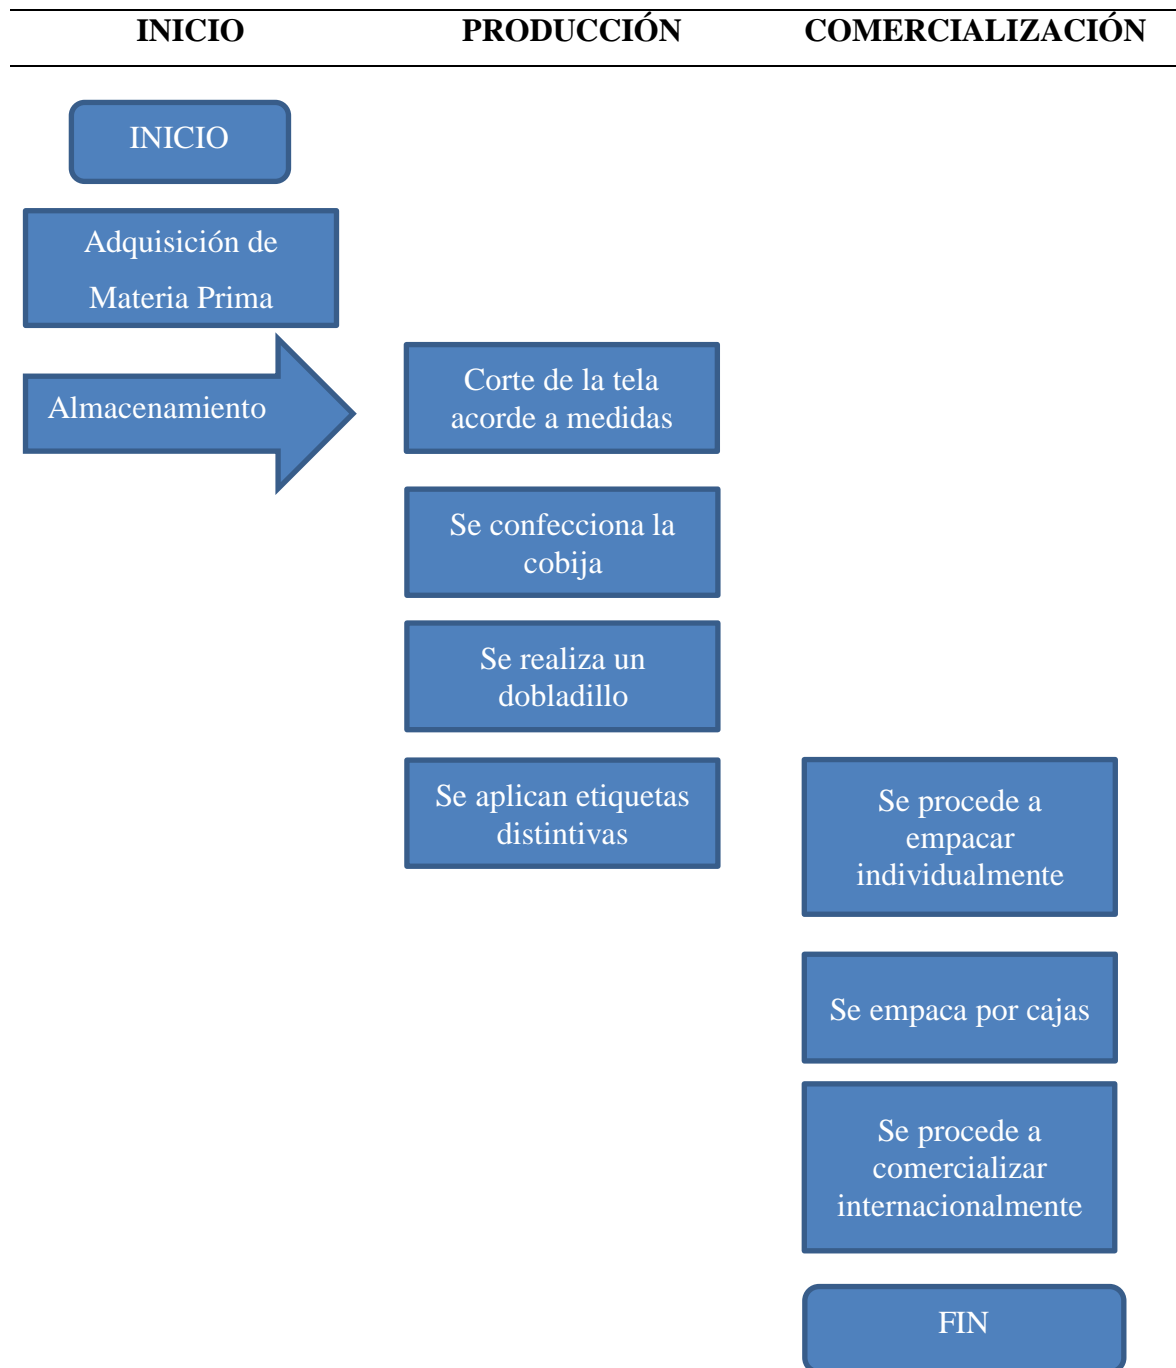 INICIO PRODUCCIÓN COMERCIALIZACIÓN
INICIO
Adquisición de
Materia Prima
Almacenamiento
Corte de la tela
acorde a medidas
Se confecciona la
cobija
Se realiza un
dobladillo
Se aplican etiquetas
distintivas
Se procede a
empacar
individualmente
Se empaca por cajas
Se procede a
comercializar
internacionalmente
FIN